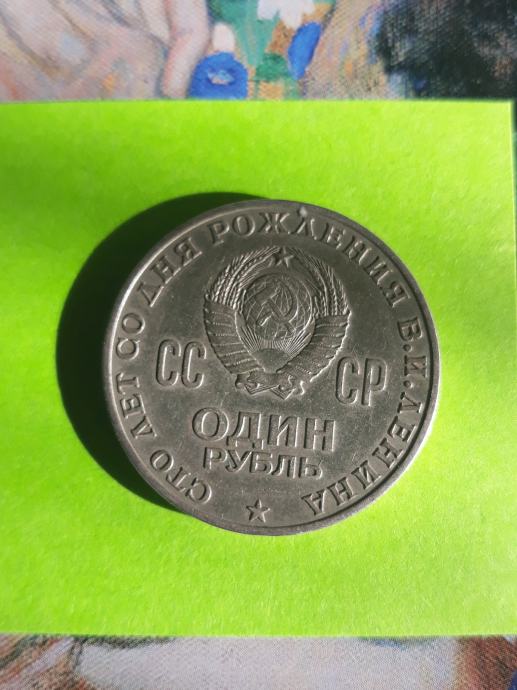 СТО ЛЕТ СО ДНЯ РОЖДЕНИЯ В.И.ЛЕНИНА
СС СР
ОДИН
РУБЛЬ